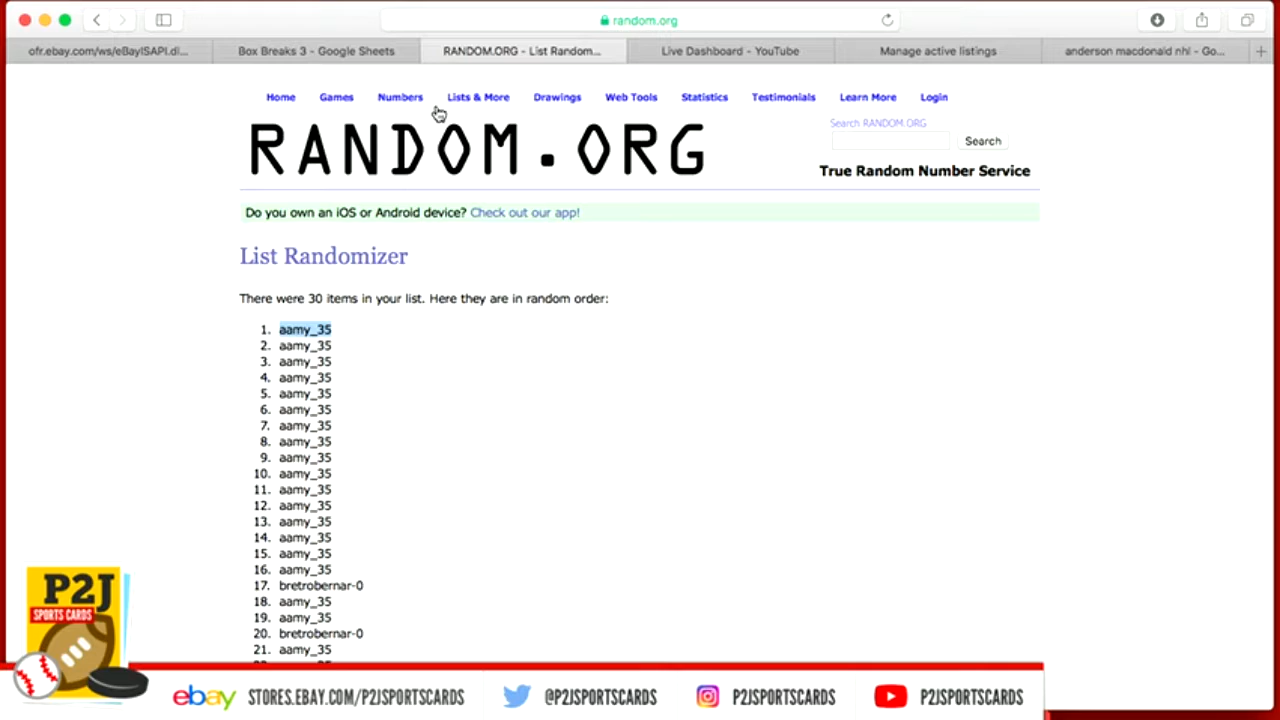 random.org
ofr.ebay.com/ws/eBayISAPI.dl...
Box Breaks 3 - Google Sheets
RANDOM.ORG - List Random...
Live Dashboard - YouTube
Manage active listings
anderson macdonald nhl - Go...
Home Games Numbers Lists & More Drawings Web Tools Statistics Testimonials Learn More Login
RANDOM.ORG
Search RANDOM.ORG
Search
True Random Number Service
Do you own an iOS or Android device? Check out our app!
List Randomizer
There were 30 items in your list. Here they are in random order:
1. aamy_35
2. aamy_35
3. aamy_35
4. aamy_35
5. aamy_35
6. aamy_35
7. aamy_35
8. aamy_35
9. aamy_35
10. aamy_35
11. aamy_35
12. aamy_35
13. aamy_35
14. aamy_35
15. aamy_35
16. aamy_35
17. bretrobernar-0
18. aamy_35
19. aamy_35
20. bretrobernar-0
21. aamy_35
P2J
SPORTS CARDS
ebay STORES.EBAY.COM/P2JSPORTSCARDS @P2JSPORTSCARDS P2JSPORTSCARDS P2JSPORTSCARDS